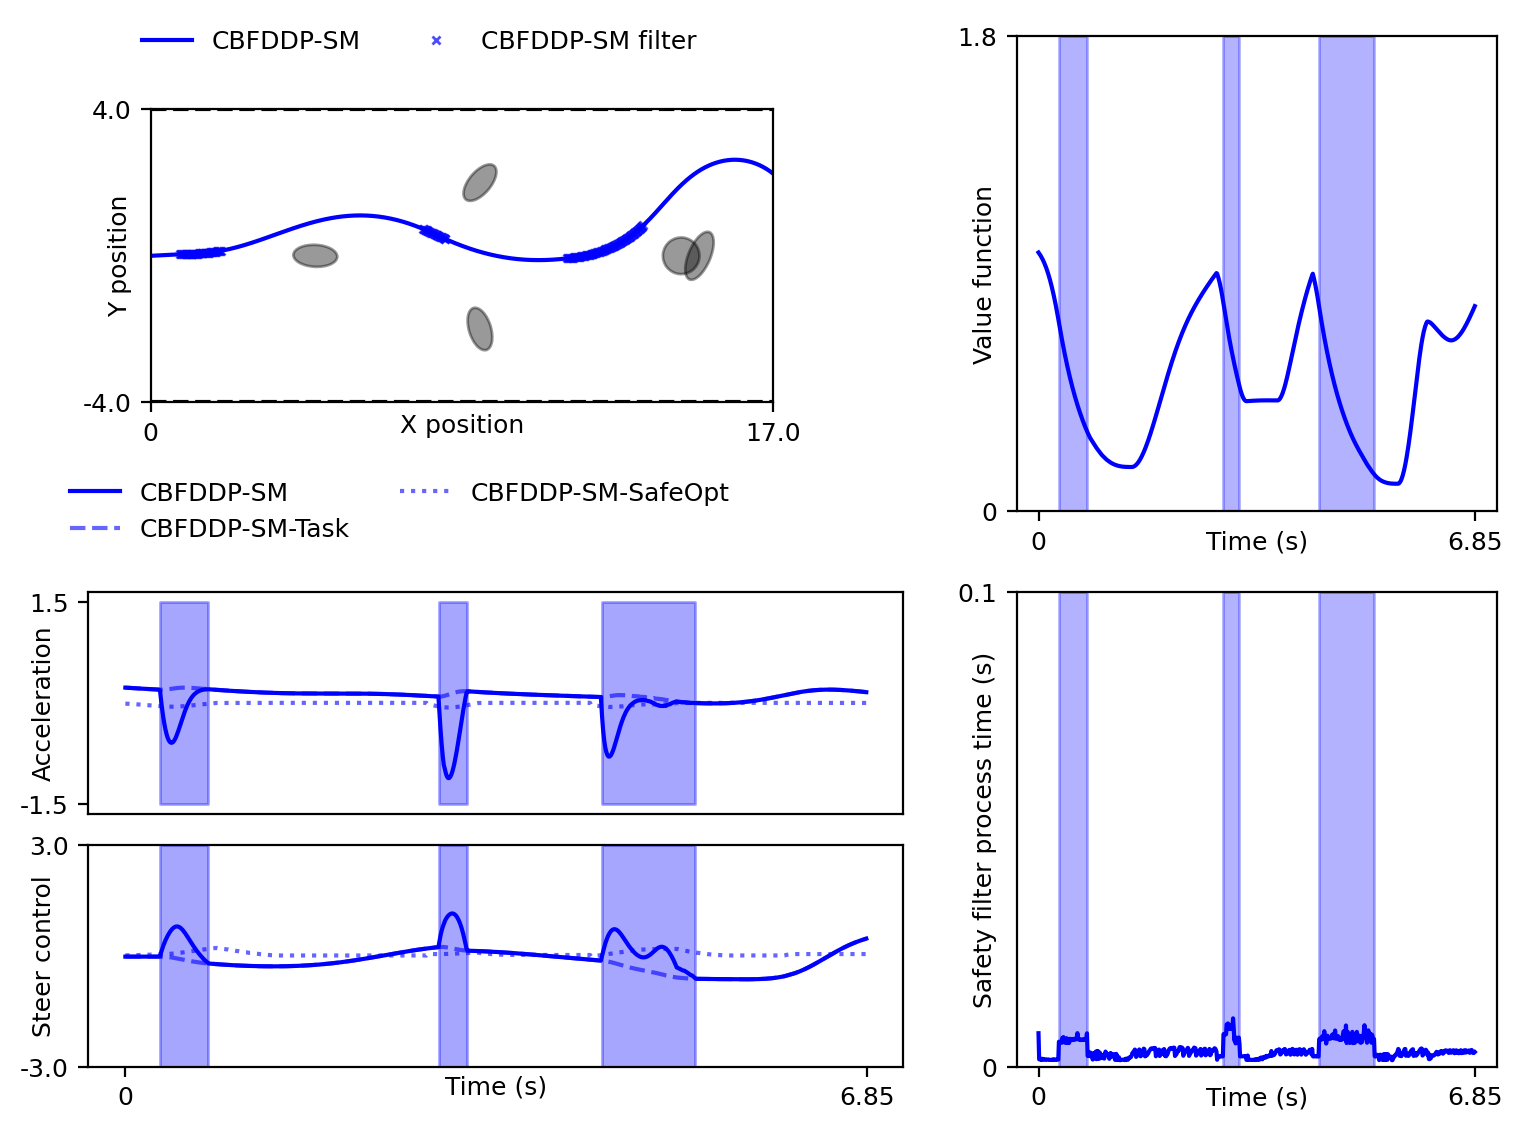 CBFDDP-SM
CBFDDP-SM filter
4.0
Y position
-4.0
0
X position
17.0
1.8
Value function
0
0
Time (s)
6.85
CBFDDP-SM
CBFDDP-SM-SafeOpt
CBFDDP-SM-Task
1.5
Acceleration
-1.5
3.0
Steer control
-3.0
0
Time (s)
6.85
0.1
Safety filter process time (s)
0
0
Time (s)
6.85